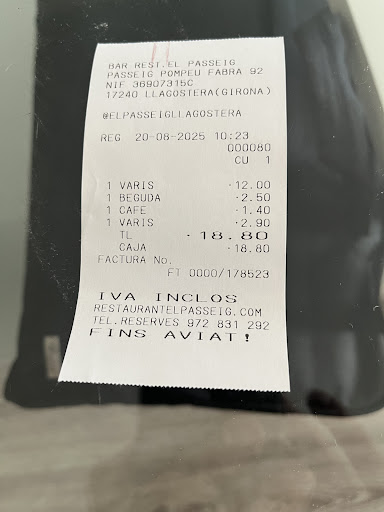 BAR REST.EL PASSEIG
PASSEIG POMPEU FABRA 92
NIF 36907315C
17240 LLAGOSTERA(GIRONA)
@ELPASSEIGLLAGOSTERA
REG 20-08-2025 10:23
000080
CU 1
1 VARIS ·12.00
1 BEGUDA ·2.50
1 CAFE ·1.40
1 VARIS ·2.90
TL ·18.80
CAJA ·18.80
FACTURA No.
FT 0000/178523
IVA INCLOS
RESTAURANTELPASSEIG.COM
TEL.RESERVES 972 831 292
FINS AVIAT!